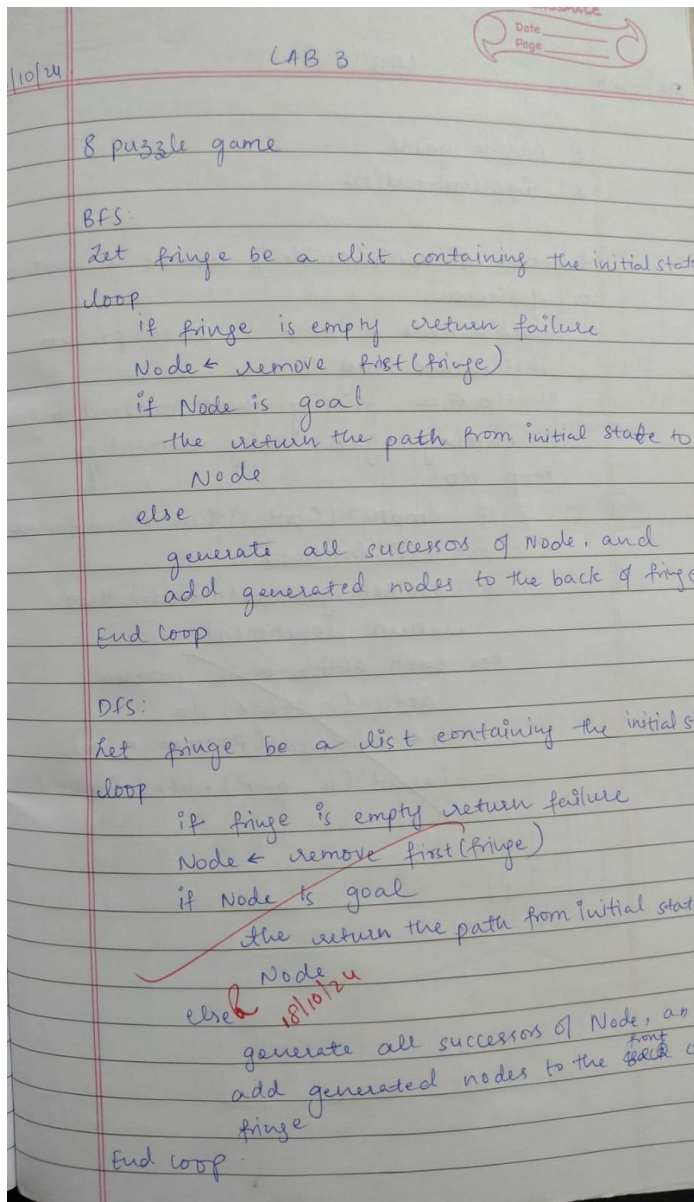 Date
Page
/10/24
LAB 3
8 puzzle game
BFS:
Let fringe be a list containing the initial stat
loop
if fringe is empty return failure
Node ← remove first (fringe)
if Node is goal
the return the path from initial state to
Node
else
generate all successors of Node, and
add generated nodes to the back of fringe
End loop
DFS:
Let fringe be a list containing the initial s
loop
if fringe is empty return failure
Node ← remove first (fringe)
if Node is goal
the return the path from initial stat
Node
else
18/10/24
generate all successors of Node, an
front
add generated nodes to the back o
fringe
End loop